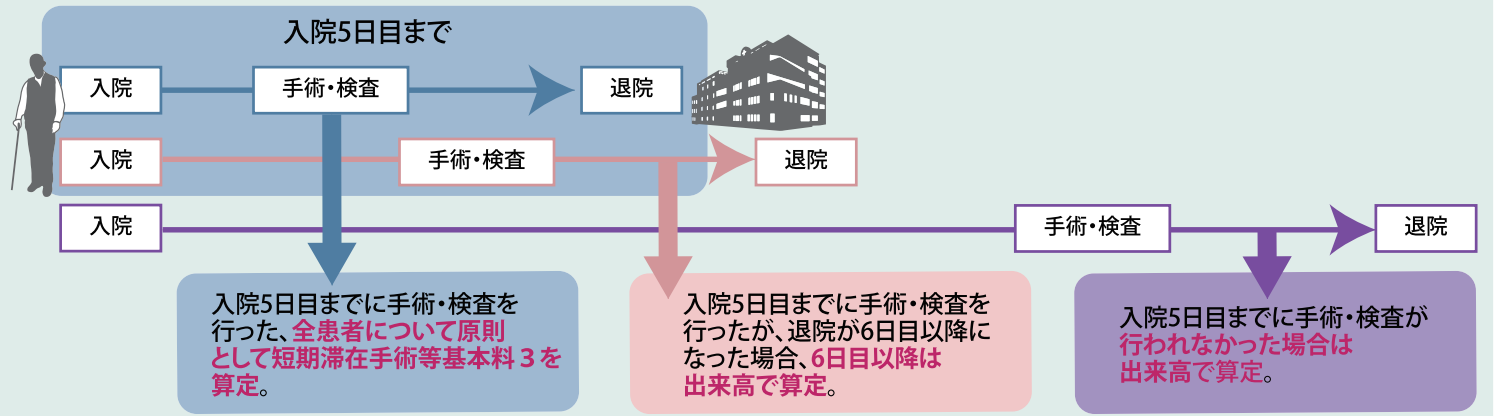 入院5日目まで
入院
手術・検査
退院
入院
手術・検査
退院
入院
手術・検査
退院
入院5日目までに手術・検査を
行った、全患者について原則
として短期滞在手術等基本料３を
算定。
入院5日目までに手術・検査を
行ったが、退院が6日目以降に
なった場合、6日目以降は
出来高で算定。
入院5日目までに手術・検査が
行われなかった場合は
出来高で算定。